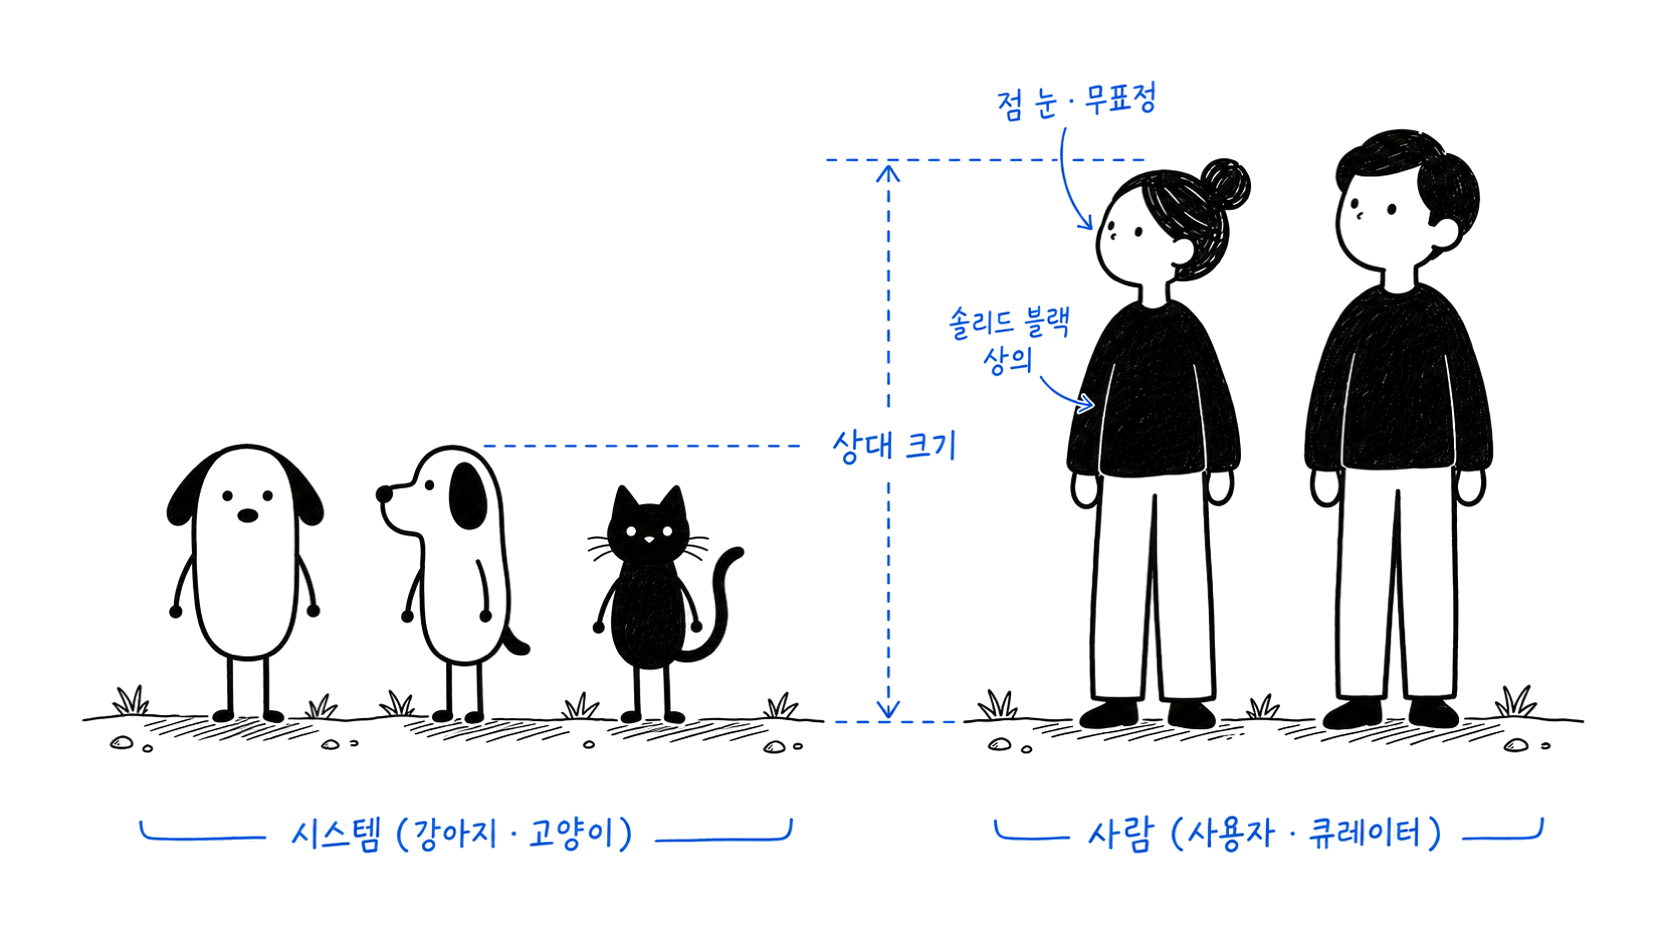 점 눈 · 무표정
솔리드 블랙
상의
상대 크기
시스템 (강아지 · 고양이)
사람 (사용자 · 큐레이터)